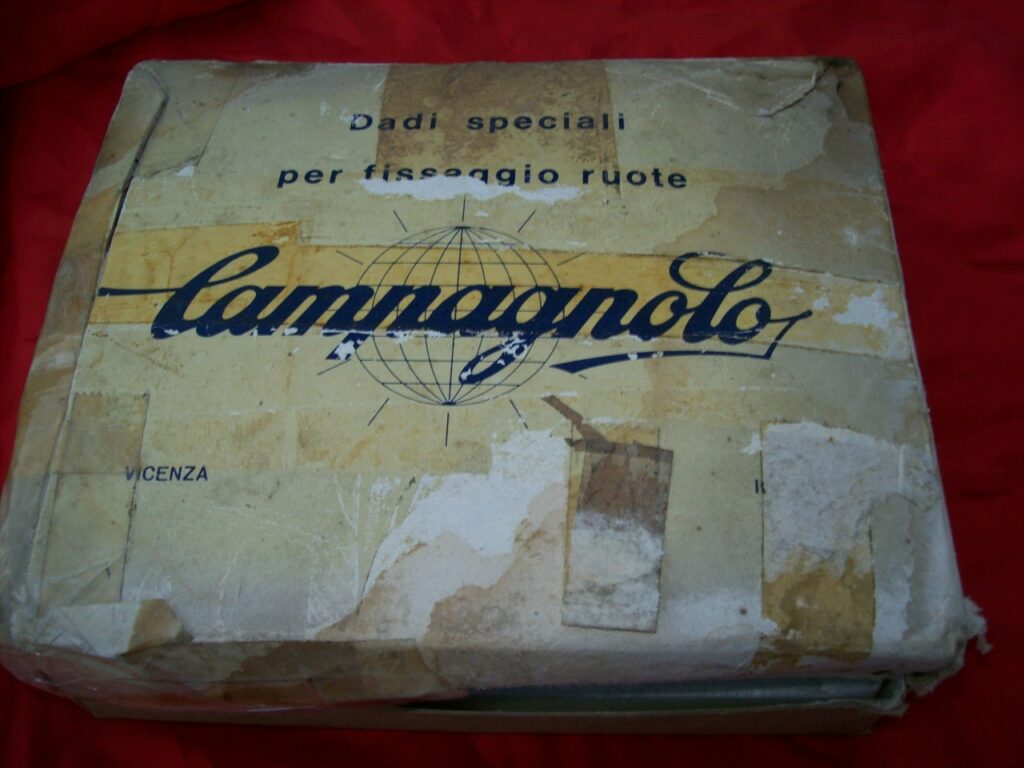 Dadi speciali
per fissaggio ruote
Campagnolo
VICENZA